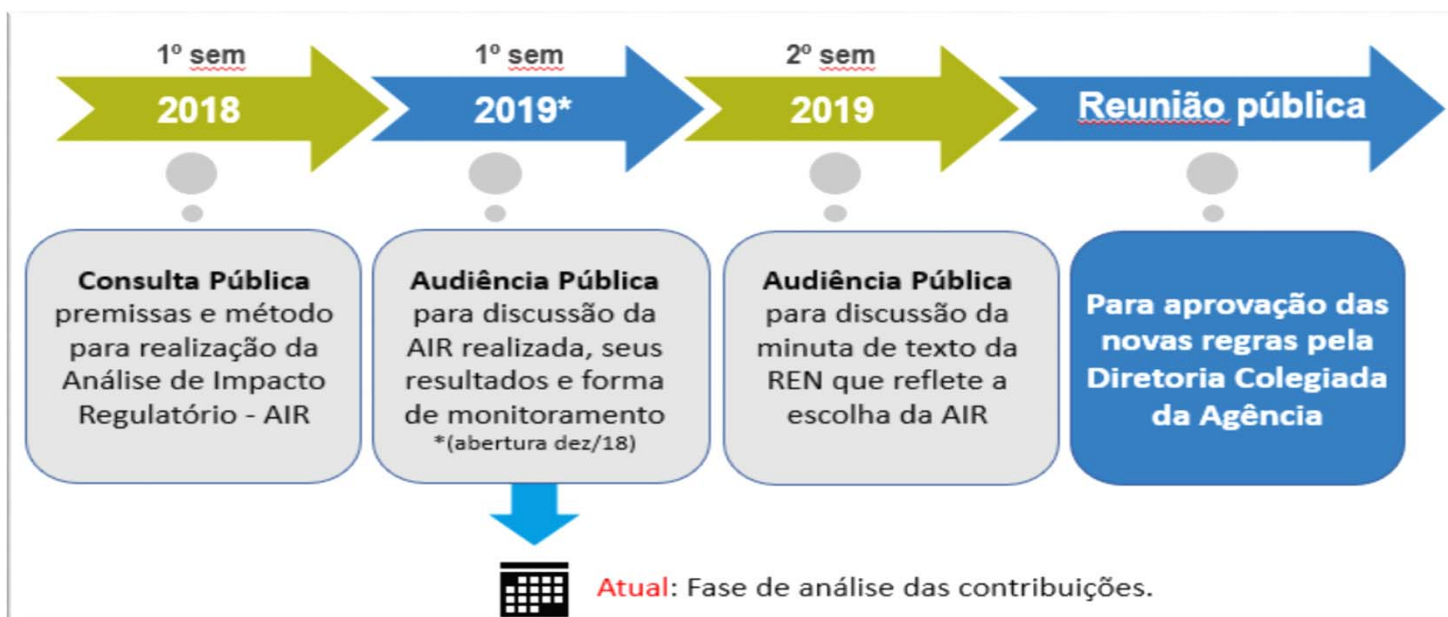 1º sem
2018
1º sem
2019*
2º sem
2019
Reunião pública
Consulta Pública
premissas e método
para realização da
Análise de Impacto
Regulatório - AIR
Audiência Pública
para discussão da
AIR realizada, seus
resultados e forma
de monitoramento
*(abertura dez/18)
Audiência Pública
para discussão da
minuta de texto da
REN que reflete a
escolha da AIR
Para aprovação das
novas regras pela
Diretoria Colegiada
da Agência
Atual: Fase de análise das contribuições.